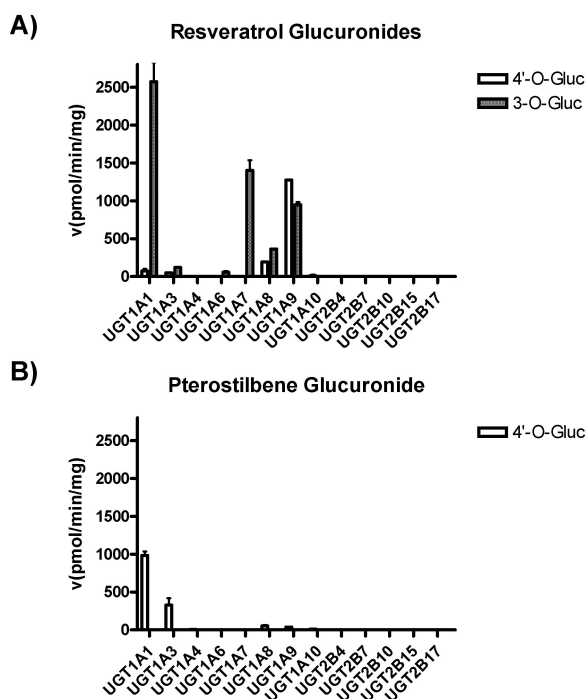 A)
Resveratrol Glucuronides
4'-O-Gluc
3-O-Gluc
v(pmol/min/mg)
2500
2000
1500
1000
500
0
UGT1A1
UGT1A3
UGT1A4
UGT1A6
UGT1A7
UGT1A8
UGT1A9
UGT1A10
UGT2B4
UGT2B7
UGT2B10
UGT2B15
UGT2B17
B)
Pterostilbene Glucuronide
4'-O-Gluc
v(pmol/min/mg)
2500
2000
1500
1000
500
0
UGT1A1
UGT1A3
UGT1A4
UGT1A6
UGT1A7
UGT1A8
UGT1A9
UGT1A10
UGT2B4
UGT2B7
UGT2B10
UGT2B15
UGT2B17